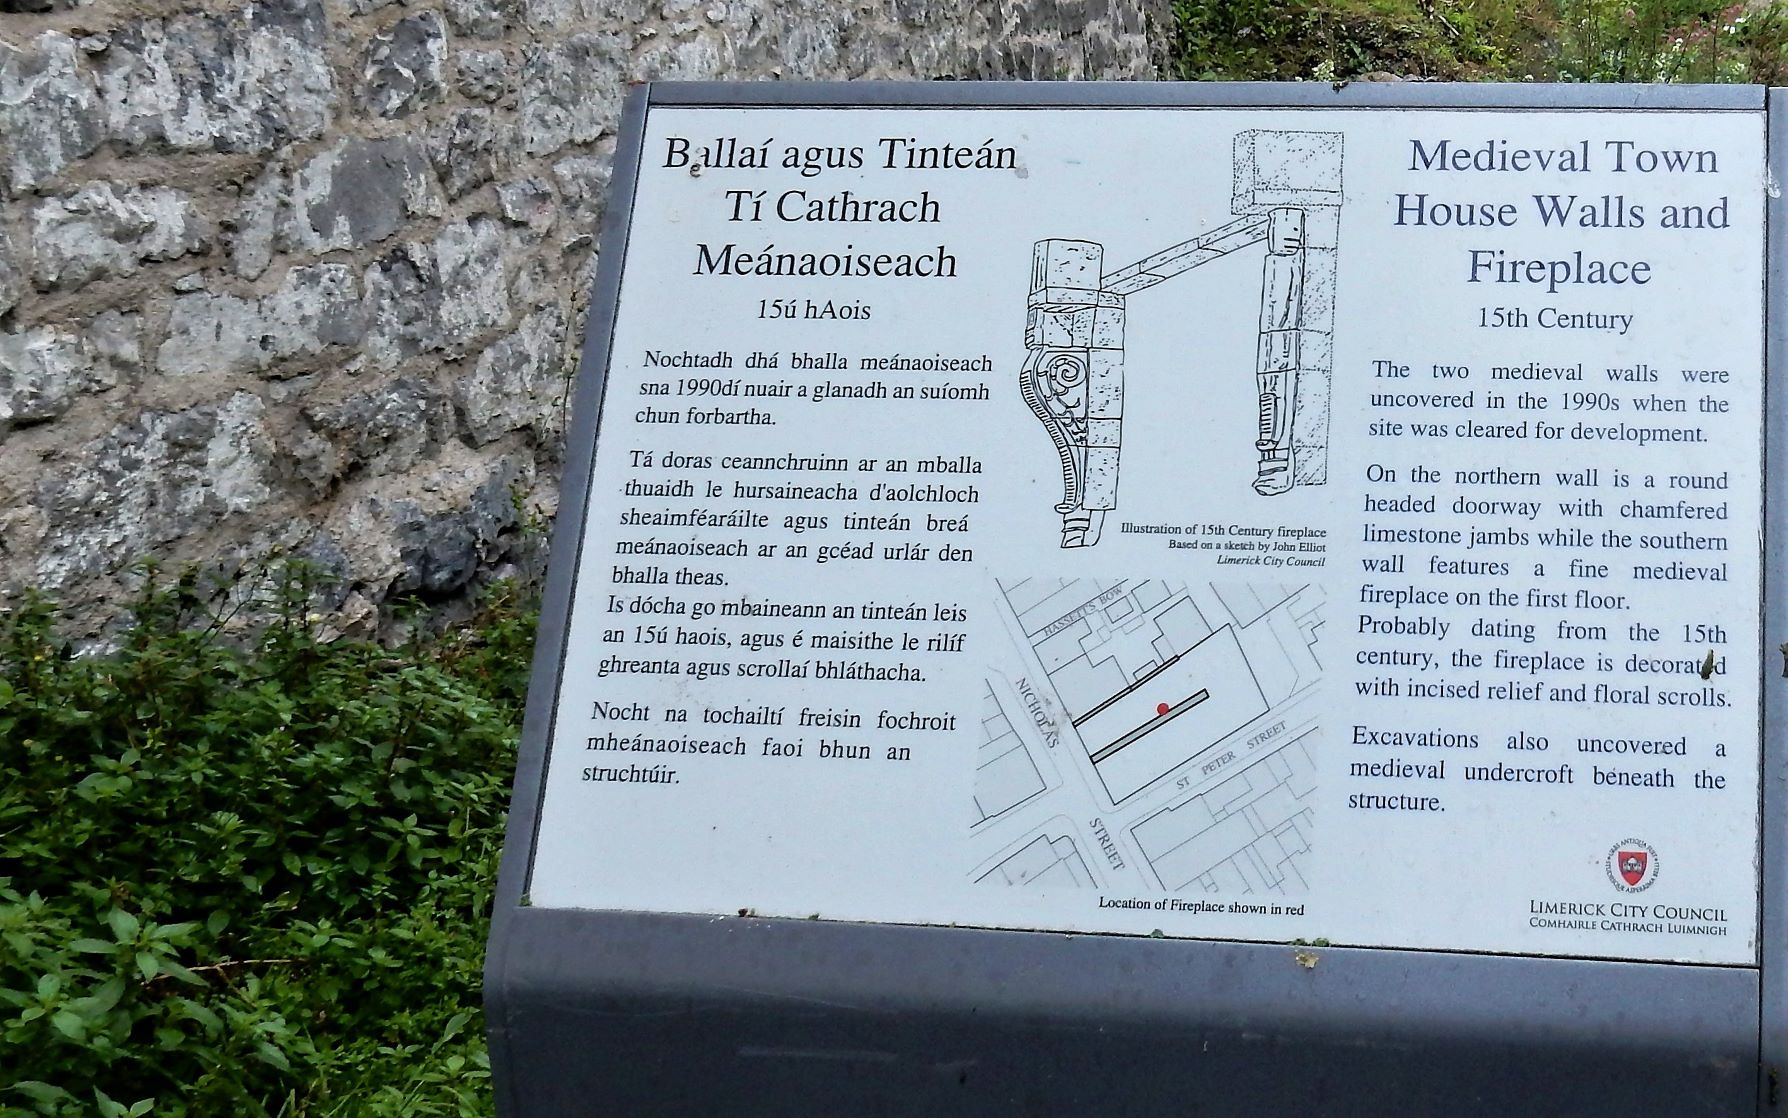 Ballaí agus Tinteán
Tí Cathrach
Meánaoiseach
15ú hAois
Nochtadh dhá bhalla meánaoiseach
sna 1990dí nuair a glanadh an suíomh
chun forbartha.
Tá doras ceannchruinn ar an mballa
thuaidh le hursaineacha d'aolchloch
sheaimféaráilte agus tinteán breá
meánaoiseach ar an gcéad urlár den
bhalla theas.
Is dócha go mbaineann an tinteán leis
an 15ú haois, agus é maisithe le rilíf
ghreanta agus scrollaí bhláthacha.
Nocht na tochailtí freisin fochroit
mheánaoiseach faoi bhun an
struchtúir.
Illustration of 15th Century fireplace
Based on a sketch by John Elliot
Limerick City Council
HASSETT'S BOW
NICHOLAS
STREET
ST PETER STREET
Location of Fireplace shown in red
Medieval Town
House Walls and
Fireplace
15th Century
The two medieval walls were
uncovered in the 1990s when the
site was cleared for development.
On the northern wall is a round
headed doorway with chamfered
limestone jambs while the southern
wall features a fine medieval
fireplace on the first floor.
Probably dating from the 15th
century, the fireplace is decorated
with incised relief and floral scrolls.
Excavations also uncovered a
medieval undercroft beneath the
structure.
LIMERICK CITY COUNCIL
COMHAIRLE CATHRACH LUIMNIGH